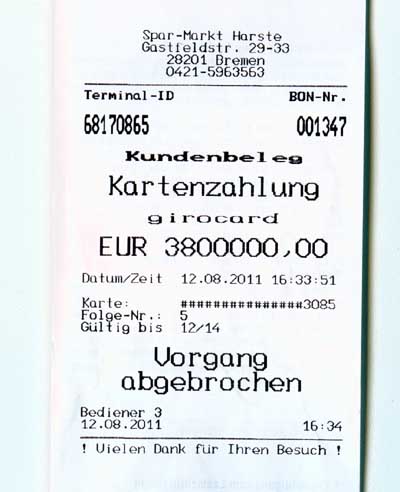 Spar-Markt Harste
Gastfeldstr. 29-33
28201 Bremen
0421-5963563
Terminal-ID BON-Nr.
68170865 001347
Kundenbeleg
Kartenzahlung
girocard
EUR 3800000,00
Datum/Zeit 12.08.2011 16:33:51
Karte: ###############3085
Folge-Nr.: 5
Gültig bis 12/14
Vorgang
abgebrochen
Bediener 3
12.08.2011 16:34
! Vielen Dank für Ihren Besuch !